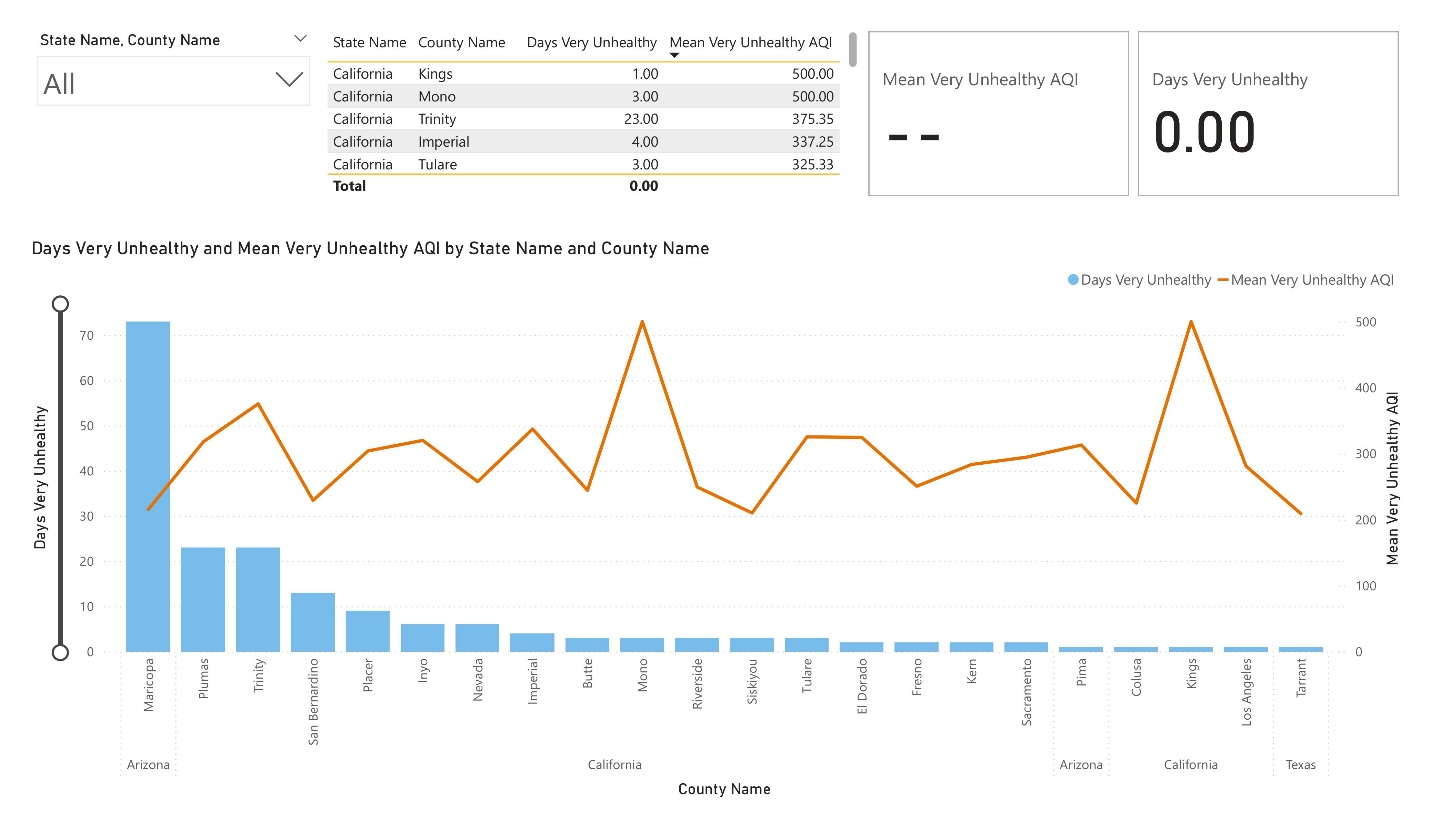 State Name, County Name
All
State Name County Name Days Very Unhealthy Mean Very Unhealthy AQI
California Kings 1.00 500.00
California Mono 3.00 500.00
California Trinity 23.00 375.35
California Imperial 4.00 337.25
California Tulare 3.00 325.33
Total 0.00
Mean Very Unhealthy AQI
--
Days Very Unhealthy
0.00
Days Very Unhealthy and Mean Very Unhealthy AQI by State Name and County Name
Days Very Unhealthy Mean Very Unhealthy AQI
Days Very Unhealthy
70
60
50
40
30
20
10
0
500
400
300
200
100
0
Mean Very Unhealthy AQI
Maricopa
Plumas
Trinity
San Bernardino
Placer
Inyo
Nevada
Imperial
Butte
Mono
Riverside
Siskiyou
Tulare
El Dorado
Fresno
Kern
Sacramento
Pima
Colusa
Kings
Los Angeles
Tarrant
Arizona California Arizona California Texas
County Name